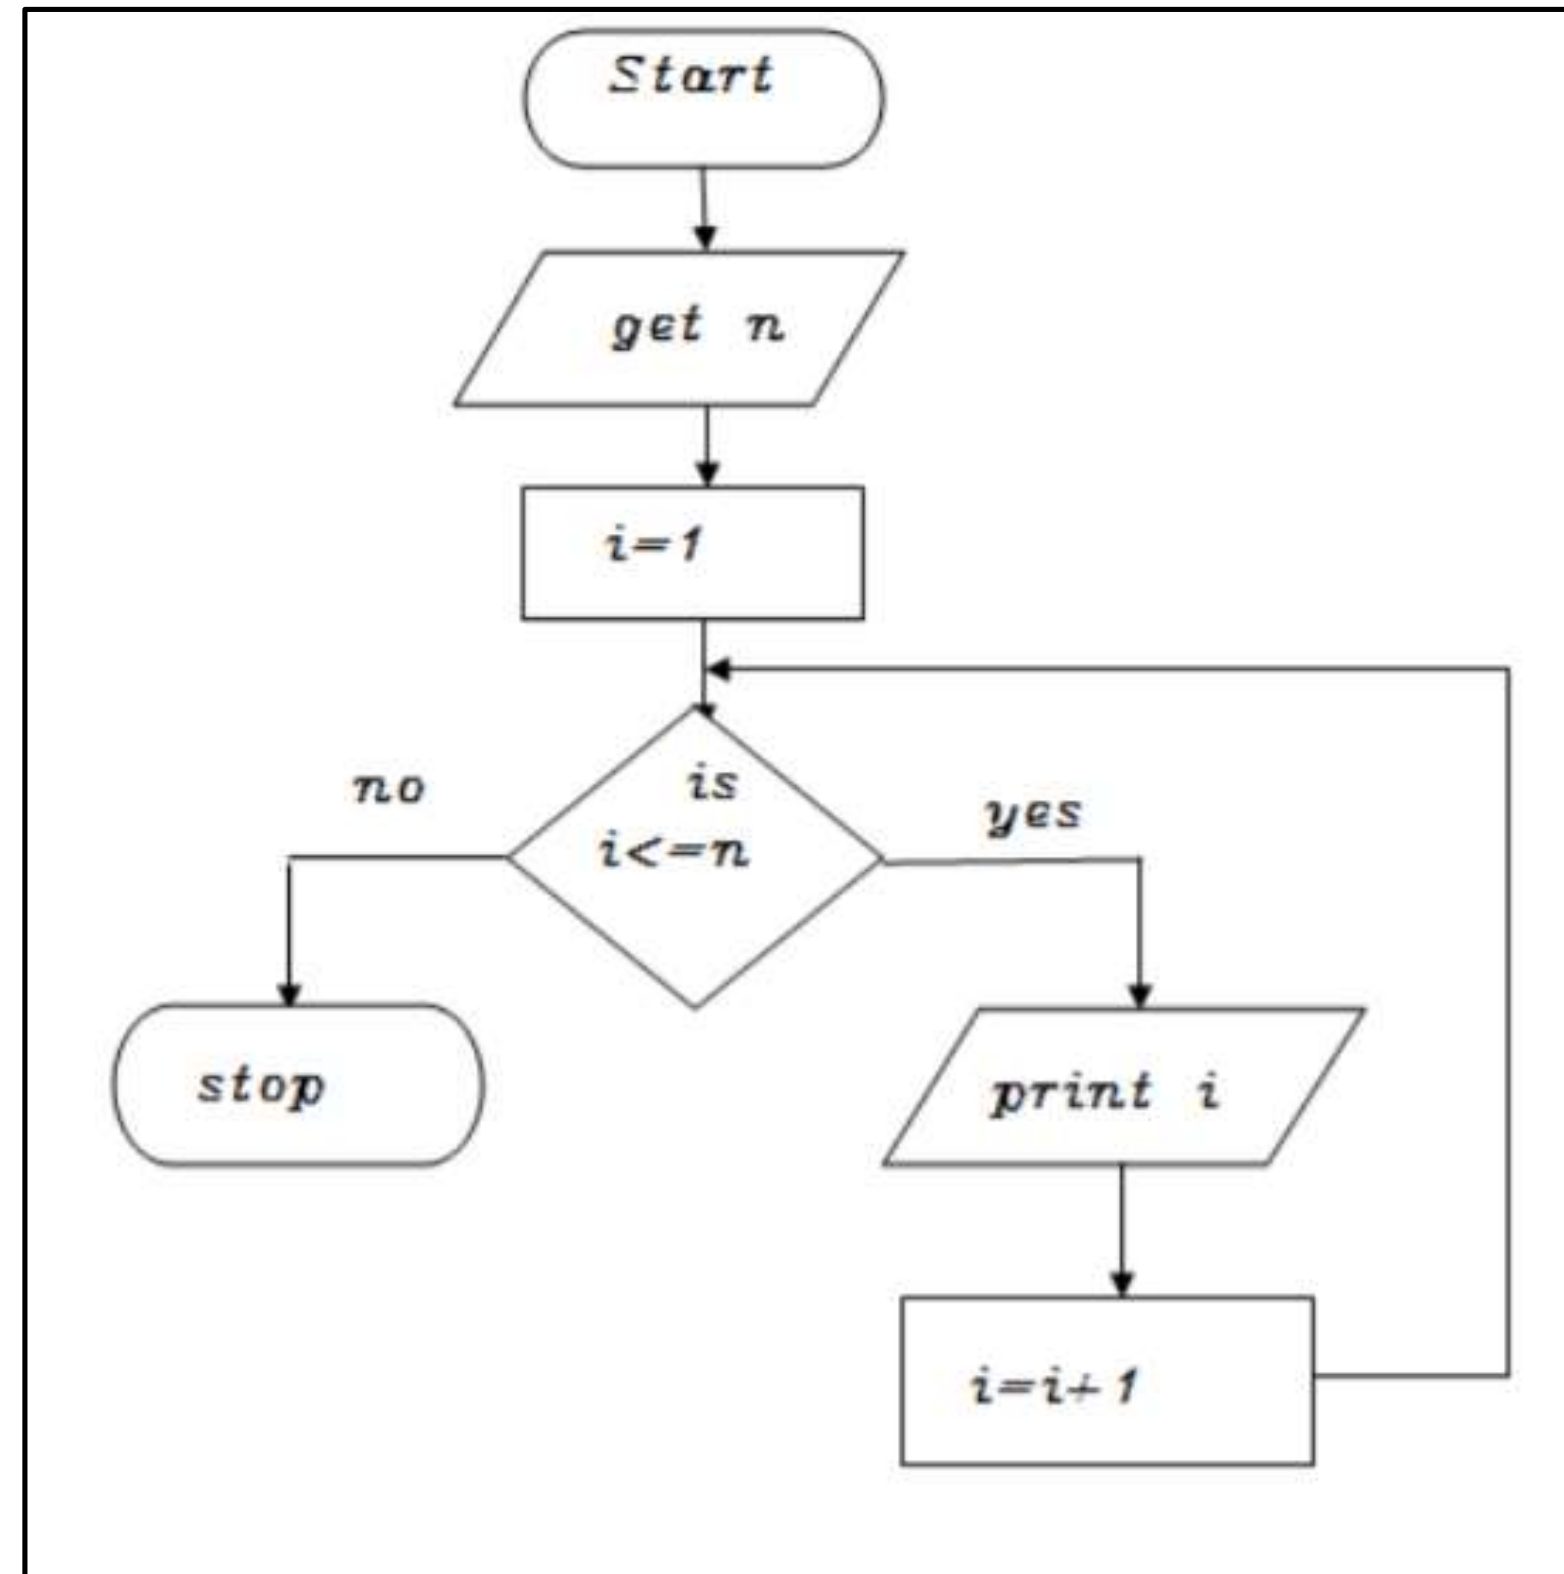 Start
get n
i=1
is
i<=n
no
yes
stop
print i
i=i+1